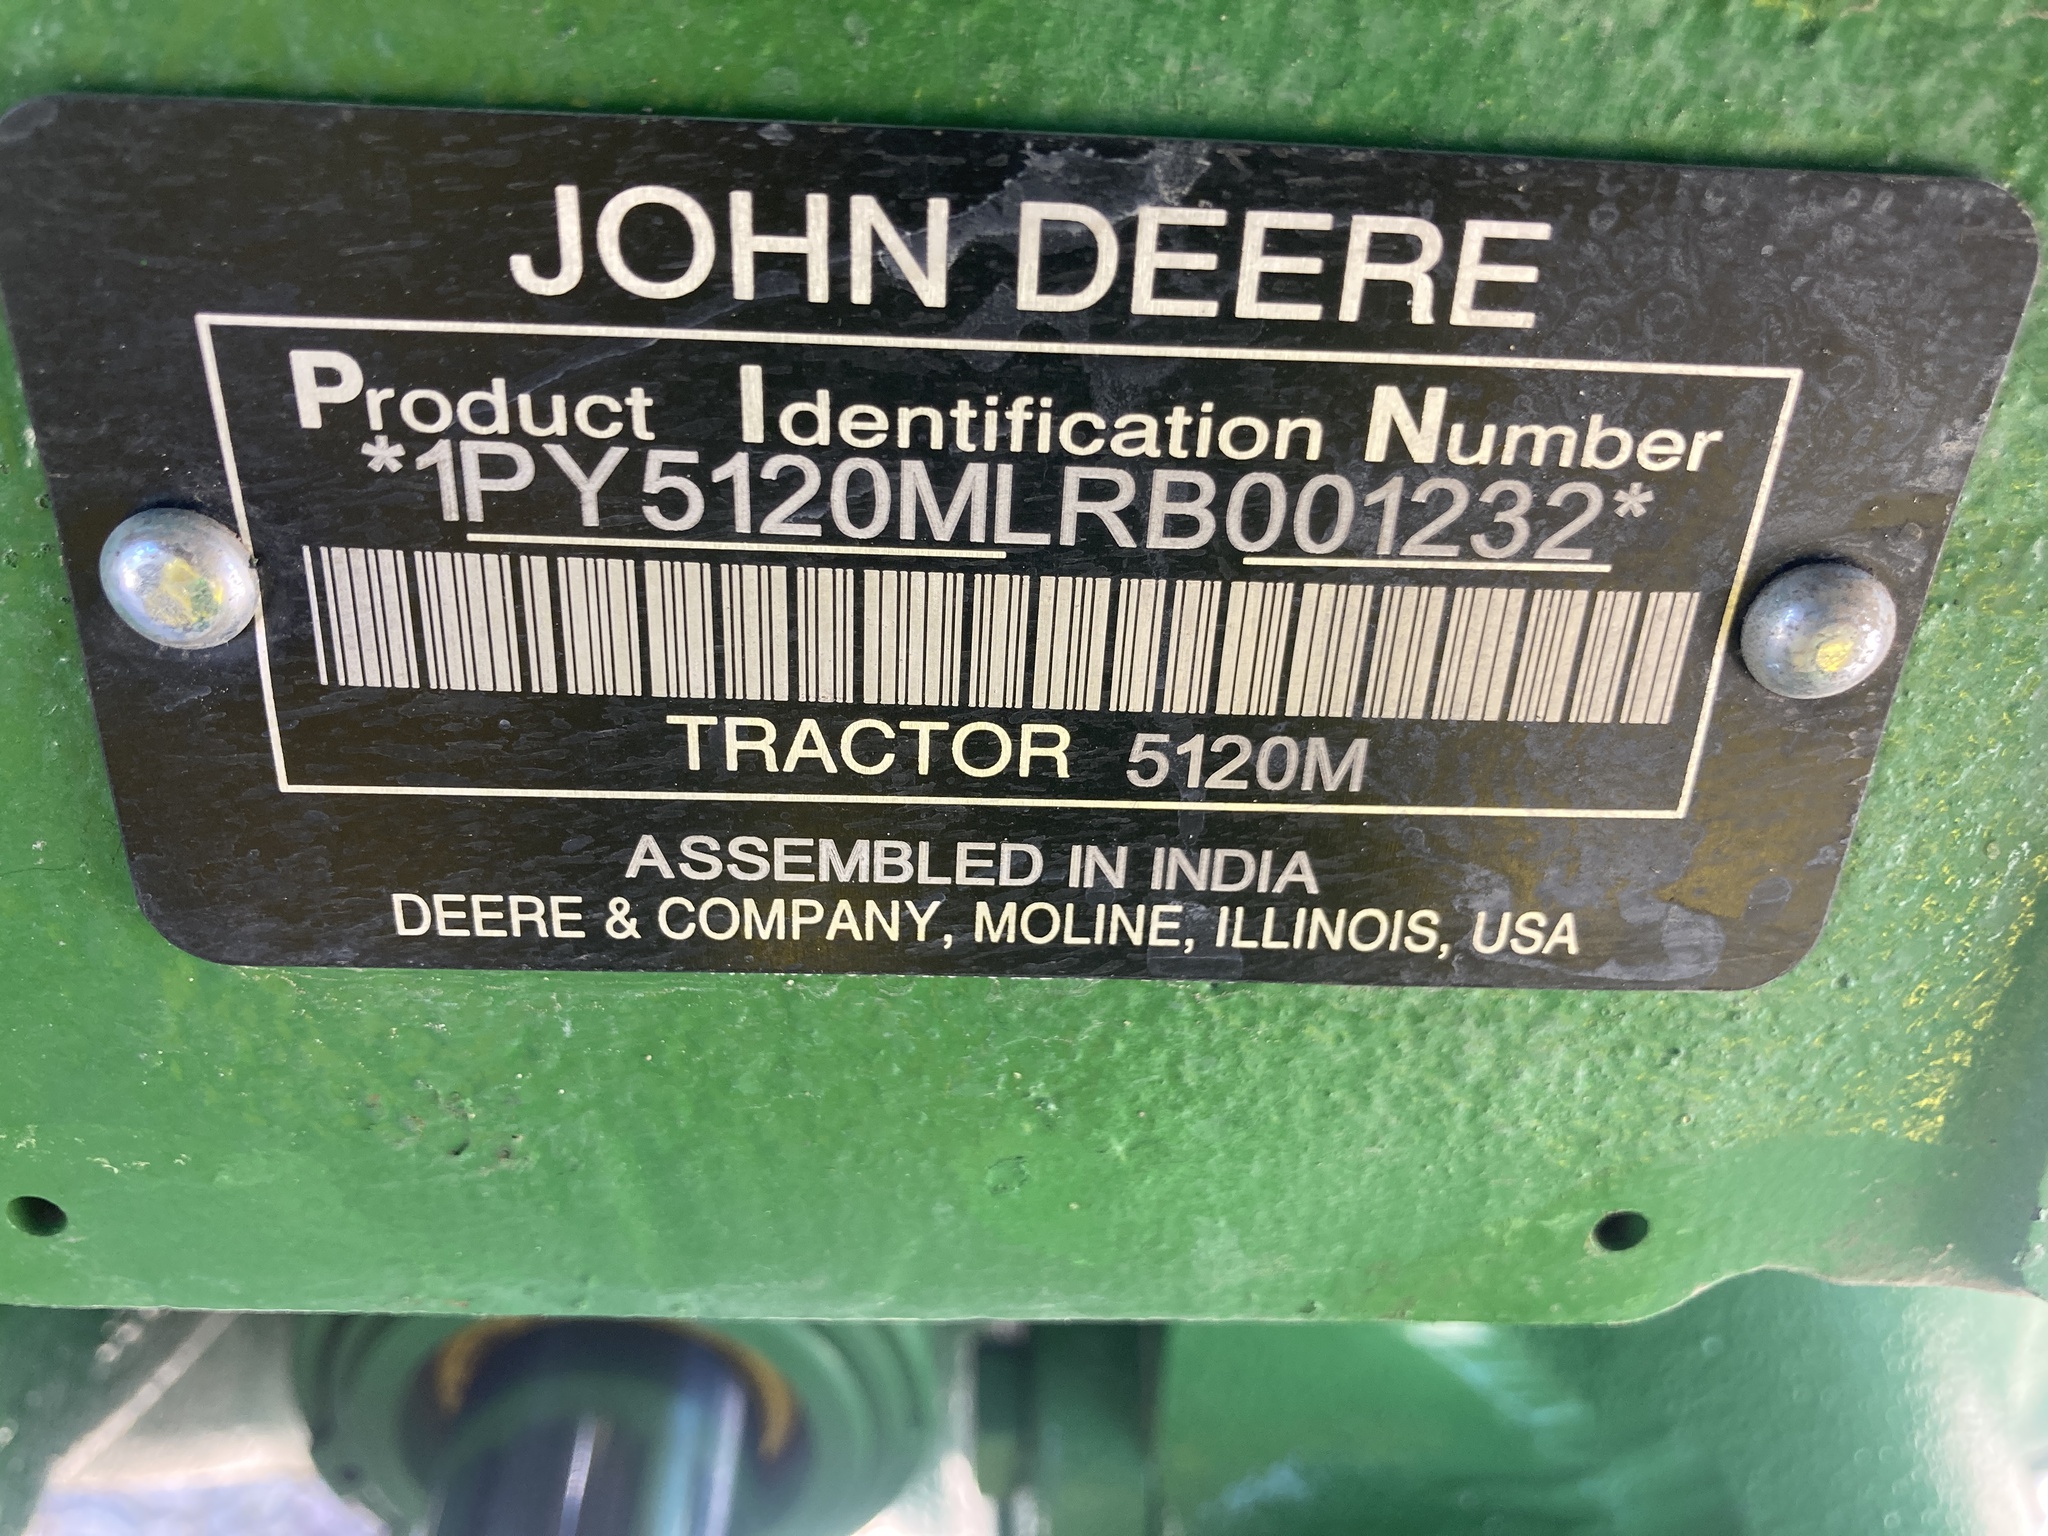 JOHN DEERE
Product Identification Number
*1PY5120MLRB001232*
TRACTOR 5120M
ASSEMBLED IN INDIA
DEERE & COMPANY, MOLINE, ILLINOIS, USA